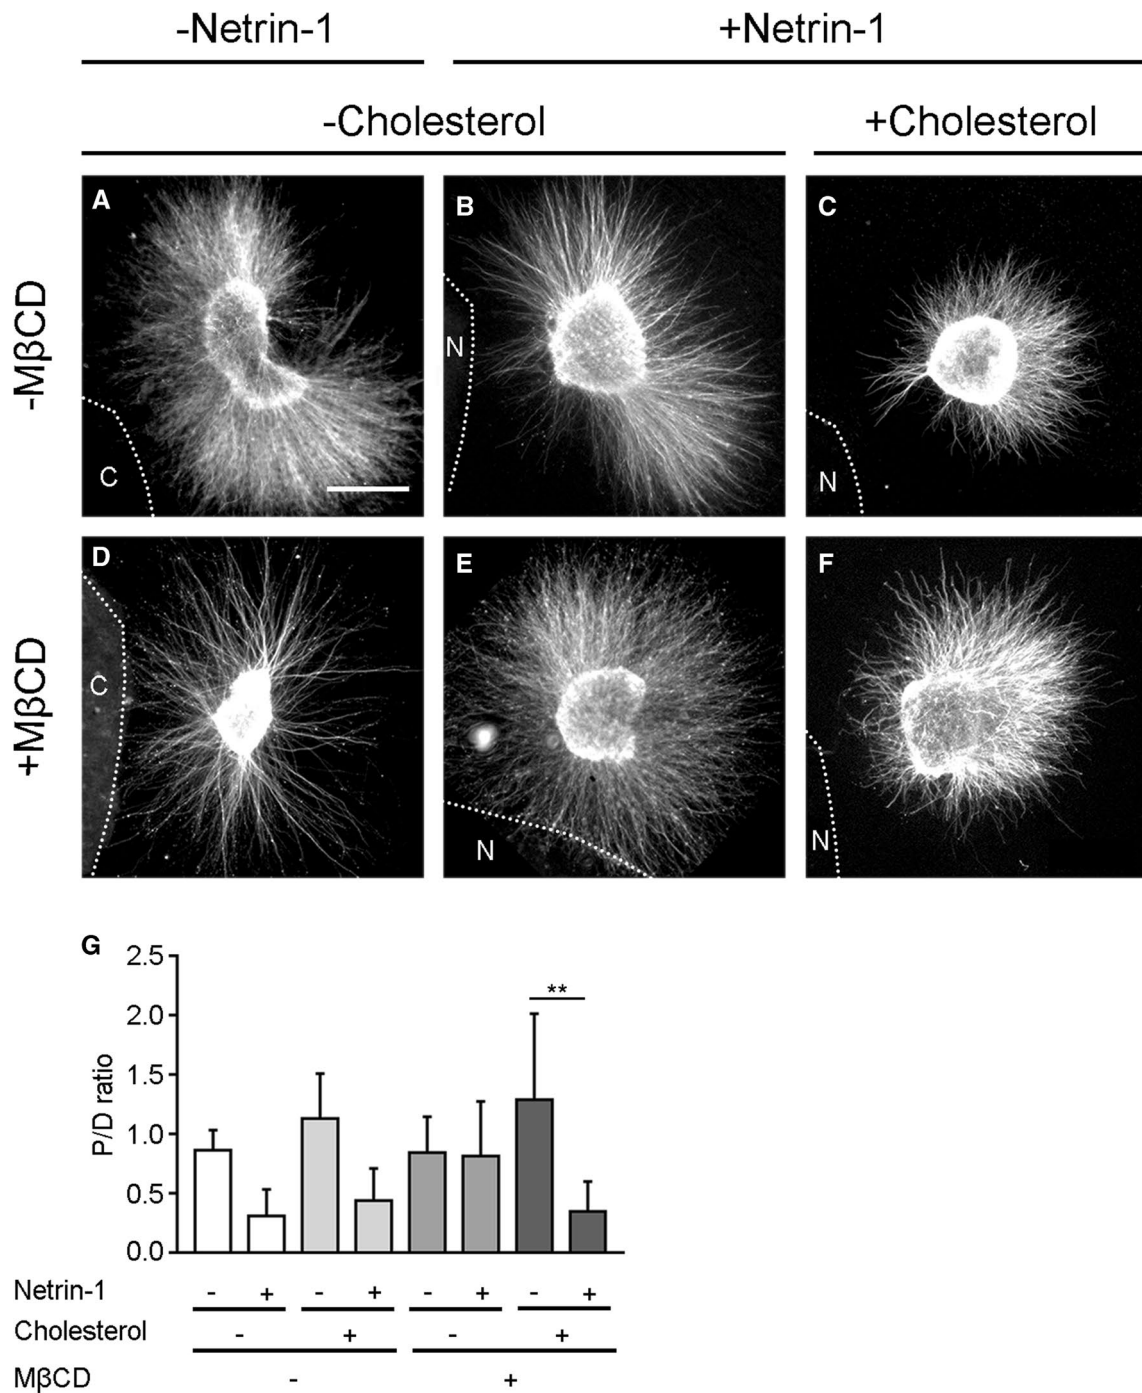 -Netrin-1 +Netrin-1
-Cholesterol +Cholesterol
-MβCD
A
C
B
N
C
N
+MβCD
D
C
E
N
F
N
G
P/D ratio
2.5
2.0
1.5
1.0
0.5
0.0
**
Netrin-1 - + - + - + - +
Cholesterol - + - +
MβCD - +